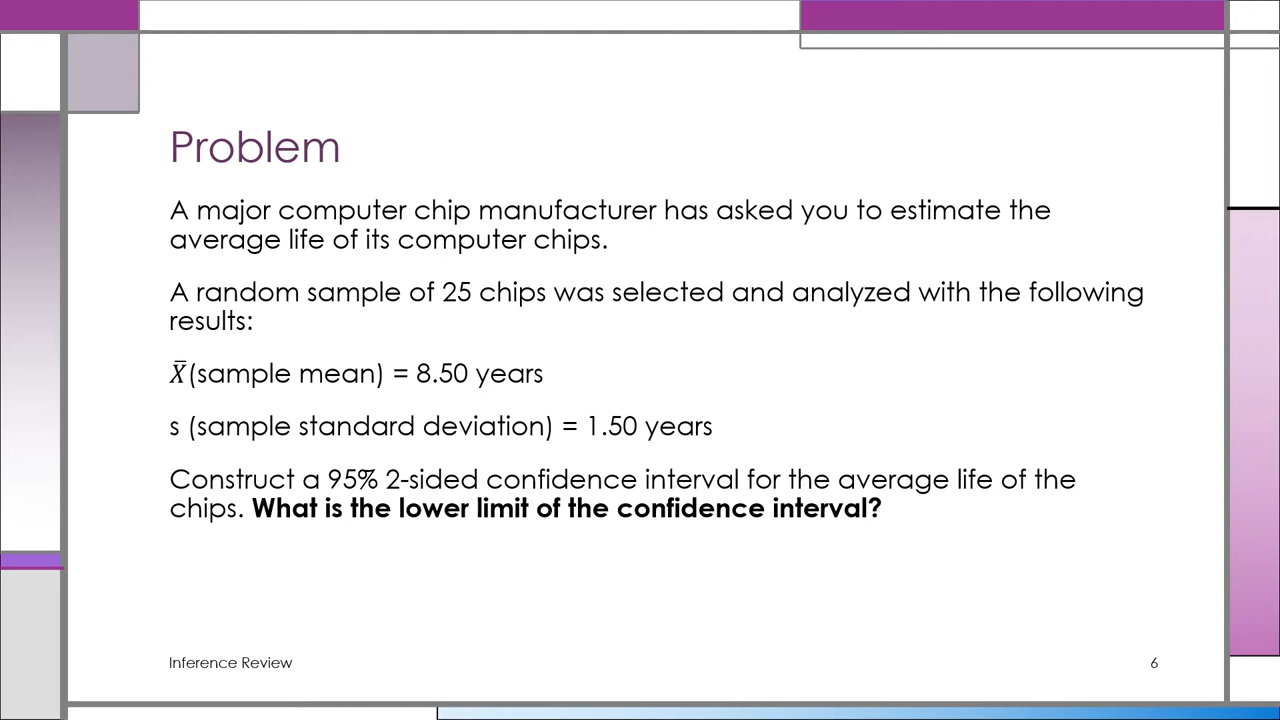 Problem
A major computer chip manufacturer has asked you to estimate the
average life of its computer chips.
A random sample of 25 chips was selected and analyzed with the following
results:
X̄(sample mean) = 8.50 years
s (sample standard deviation) = 1.50 years
Construct a 95% 2-sided confidence interval for the average life of the
chips. What is the lower limit of the confidence interval?
Inference Review
6